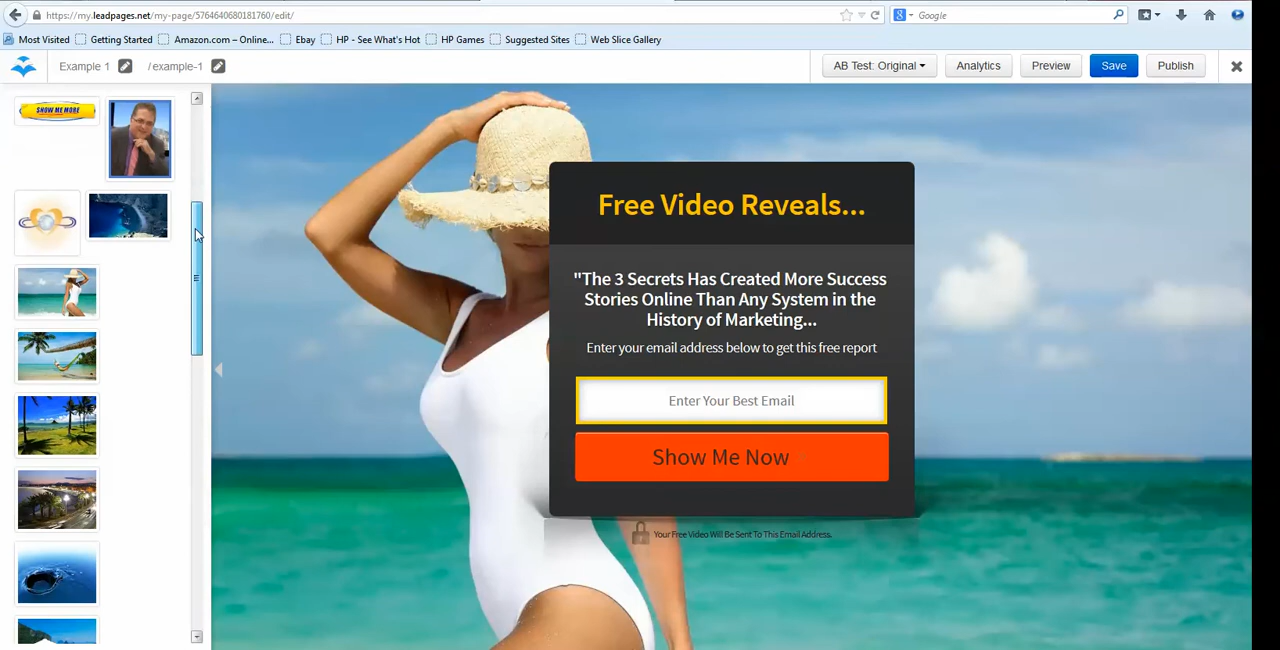 https://my.leadpages.net/my-page/5764640680181760/edit/
Google
Most Visited
Getting Started
Amazon.com – Online...
Ebay
HP - See What's Hot
HP Games
Suggested Sites
Web Slice Gallery
Example 1
/example-1
AB Test: Original
Analytics
Preview
Save
Publish
SHOW ME MORE
Free Video Reveals...
"The 3 Secrets Has Created More Success
Stories Online Than Any System in the
History of Marketing...
Enter your email address below to get this free report
Enter Your Best Email
Show Me Now
Your Free Video Will Be Sent To This Email Address.